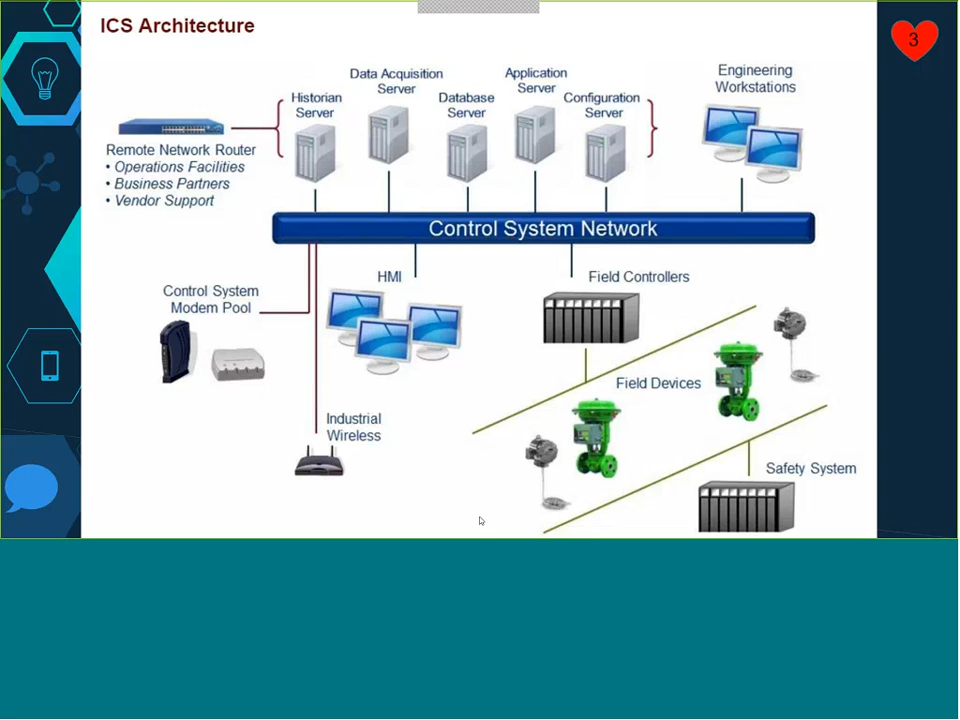 ICS Architecture
3
Data Acquisition
Server
Application
Server
Engineering
Workstations
Historian
Server
Database
Server
Configuration
Server
Remote Network Router
• Operations Facilities
• Business Partners
• Vendor Support
Control System Network
HMI
Field Controllers
Control System
Modem Pool
Field Devices
Industrial
Wireless
Safety System